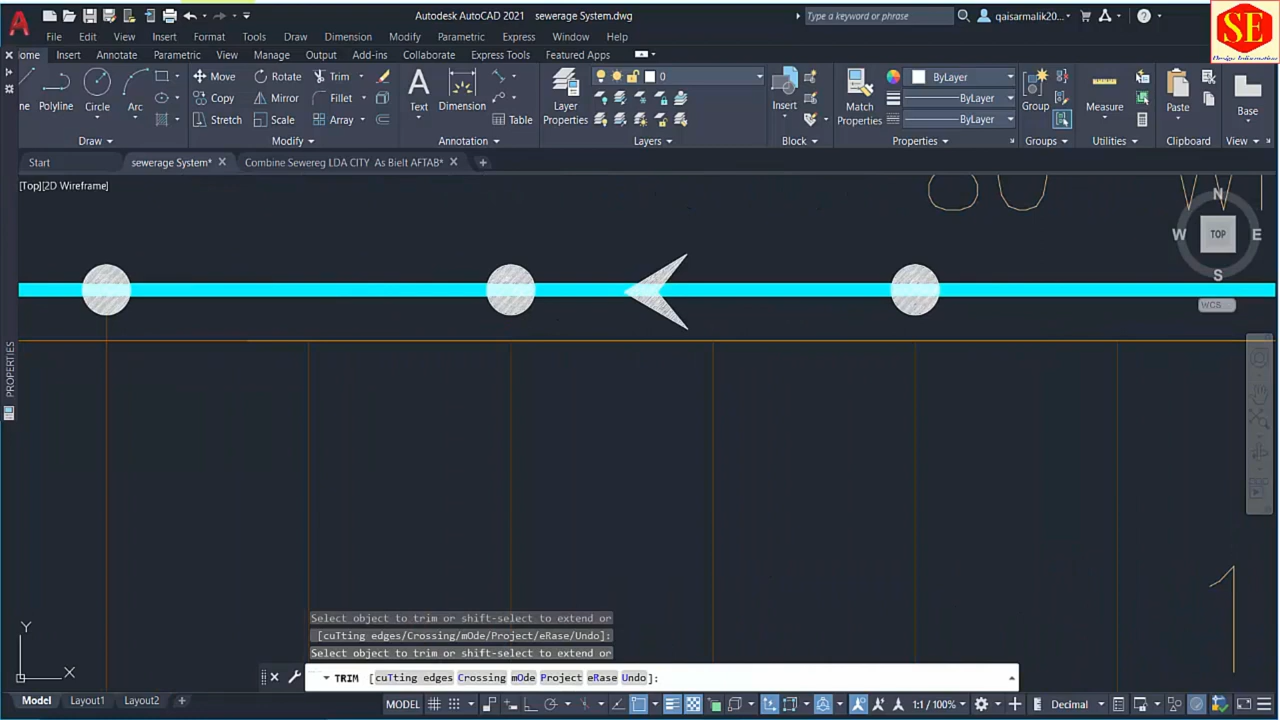 Autodesk AutoCAD 2021 sewerage System.dwg
Type a keyword or phrase
qaisarmalik20...
SE
Design Information
File Edit View Insert Format Tools Draw Dimension Modify Parametric Express Window Help
ome Insert Annotate Parametric View Manage Output Add-ins Collaborate Express Tools Featured Apps
Move Rotate Trim
0
ByLayer
ne Polyline Circle Arc
Copy Mirror Fillet
Text Dimension
Layer Properties
Insert
Match Properties
ByLayer
Group
Measure
Paste
Base
Stretch Scale Array
Table
ByLayer
Draw Modify Annotation Layers Block Properties Groups Utilities Clipboard View
Start sewerage System* Combine Sewereg LDA CITY As Bielt AFTAB*
[Top][2D Wireframe]
N
W TOP E
S
WCS
PROPERTIES
1
Select object to trim or shift-select to extend or
[cuTting edges/Crossing/mOde/Project/eRase/Undo]:
Select object to trim or shift-select to extend or
Y
X
TRIM [cuTting edges Crossing mOde Project eRase Undo]:
Model Layout1 Layout2
MODEL
1:1 / 100%
Decimal